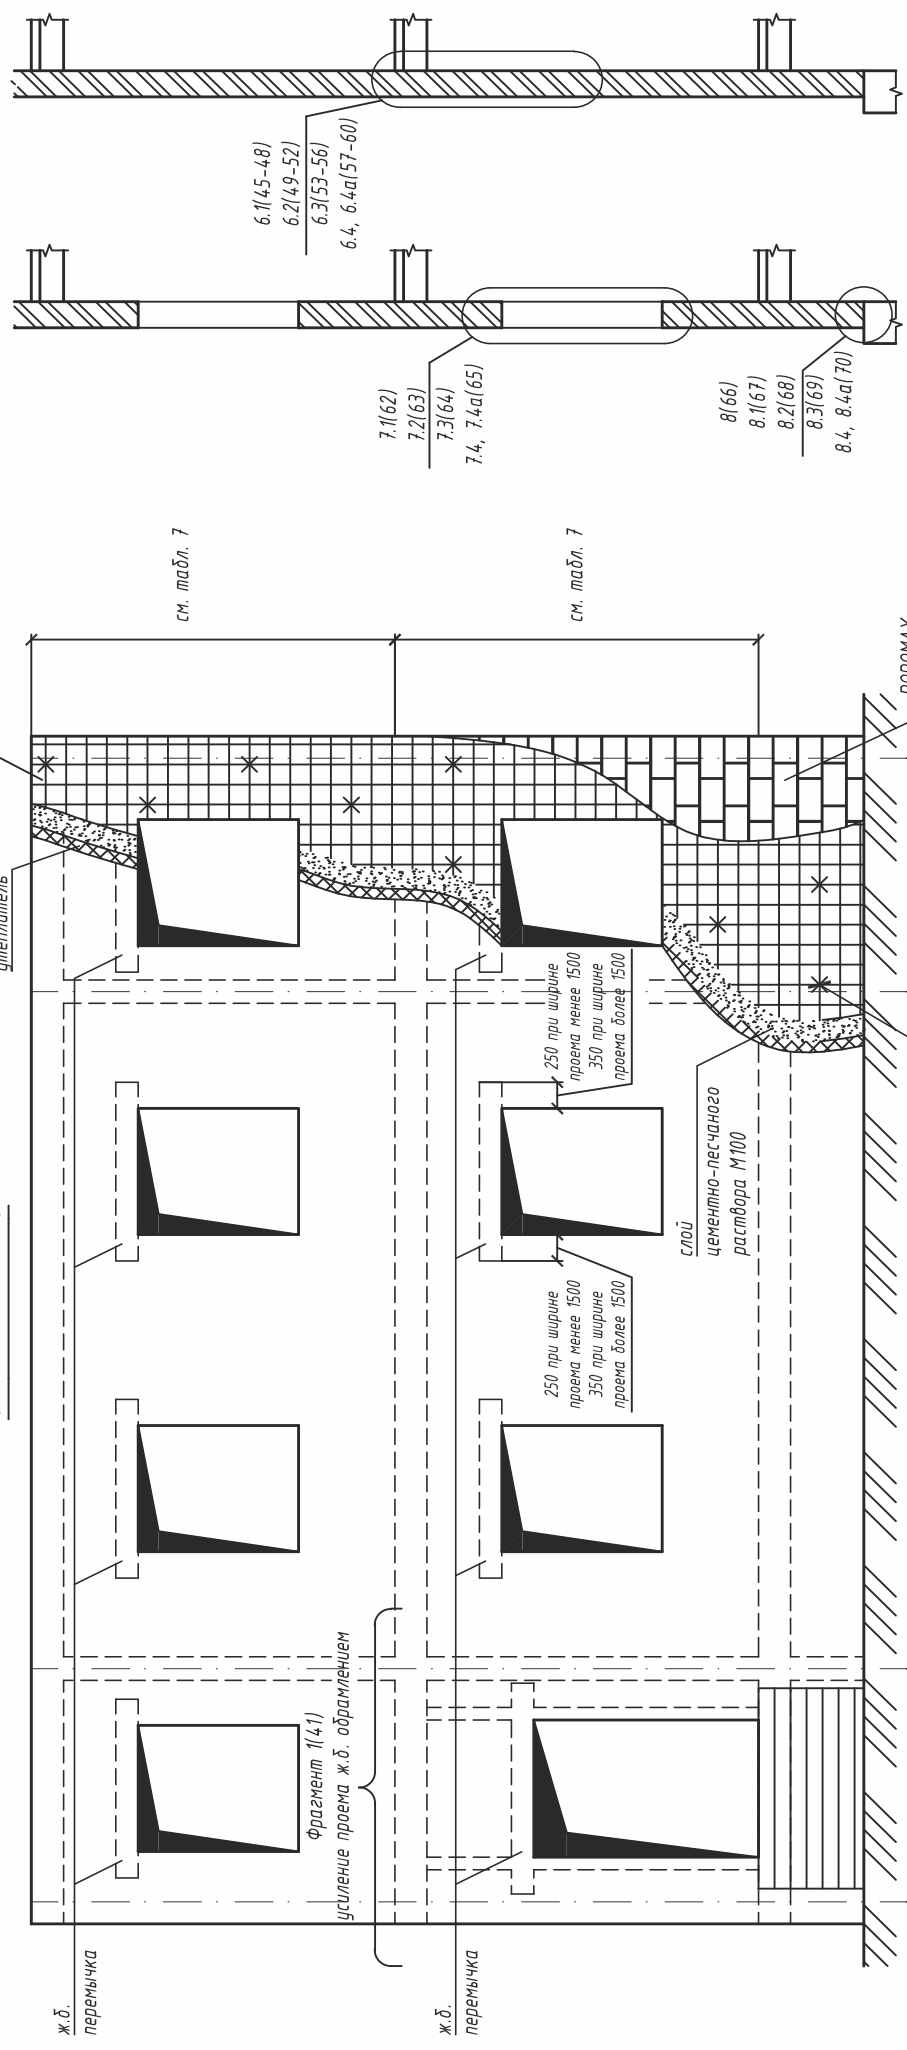 6.1(45-48)
6.2(49-52)
6.3(53-56)
6.4, 6.4а(57-60)
7.1(62)
7.2(63)
7.3(64)
7.4, 7.4а(65)
8(66)
8.1(67)
8.2(68)
8.3(69)
8.4, 8.4а(70)
см. табл. 7
см. табл. 7
утеплитель
250 при ширине
проема менее 1500
350 при ширине
проема более 1500
слой
цементно-песчаного
раствора М100
250 при ширине
проема менее 1500
350 при ширине
проема более 1500
Фрагмент 1(41)
усиление проема ж.б. обрамлением
ж.б.
перемычка
ж.б.
перемычка